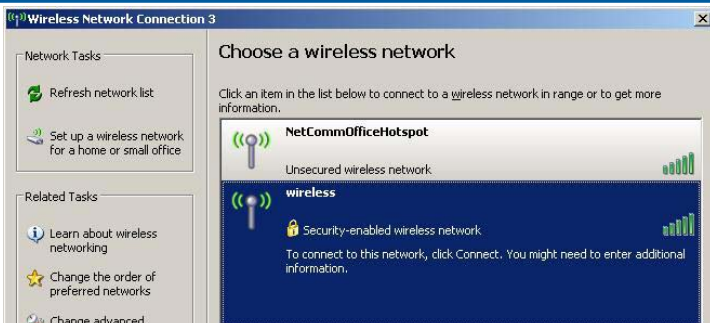 Wireless Network Connection 3
Network Tasks
Refresh network list
Set up a wireless network
for a home or small office
Related Tasks
Learn about wireless
networking
Change the order of
preferred networks
Change advanced
Choose a wireless network
Click an item in the list below to connect to a wireless network in range or to get more
information.
NetCommOfficeHotspot
Unsecured wireless network
wireless
Security-enabled wireless network
To connect to this network, click Connect. You might need to enter additional
information.